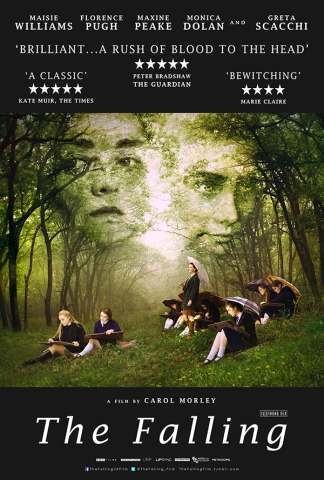 MAISIE WILLIAMS FLORENCE PUGH MAXINE PEAKE MONICA DOLAN AND GRETA SCACCHI
'BRILLIANT...A RUSH OF BLOOD TO THE HEAD'
★★★★★
PETER BRADSHAW
THE GUARDIAN
'A CLASSIC'
★★★★★
KATE MUIR, THE TIMES
'BEWITCHING'
★★★★
MARIE CLAIRE
A FILM BY CAROL MORLEY
The Falling